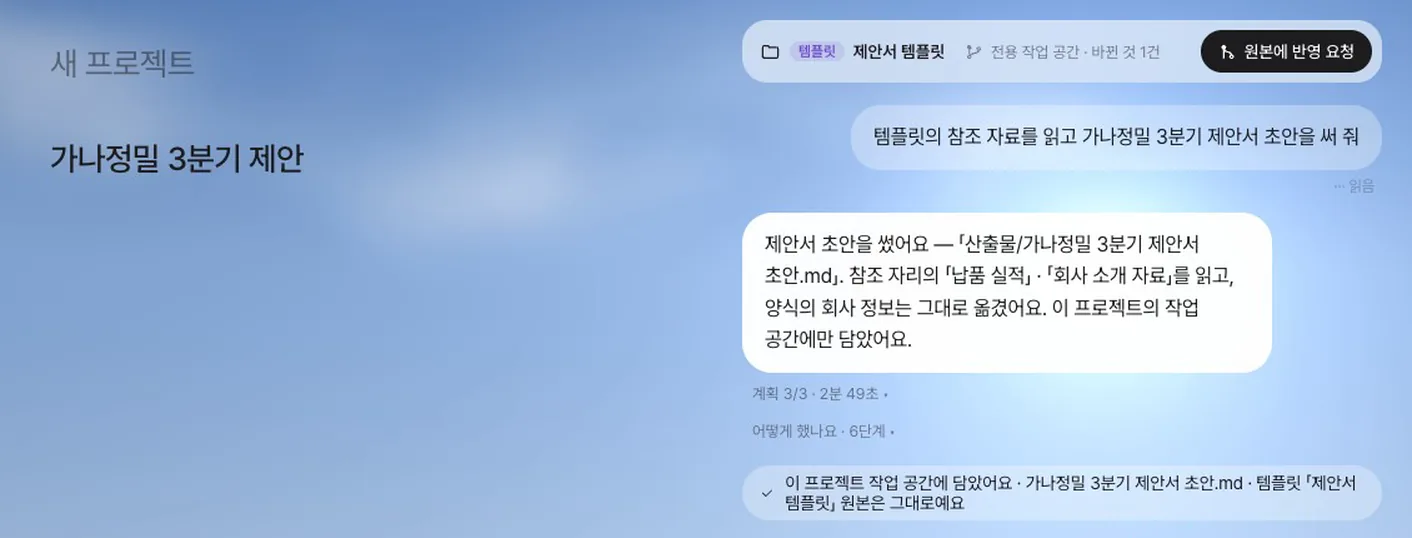 새 프로젝트
가나정밀 3분기 제안
템플릿 제안서 템플릿 전용 작업 공간 · 바뀐 것 1건 원본에 반영 요청
템플릿의 참조 자료를 읽고 가나정밀 3분기 제안서 초안을 써 줘
··· 읽음
제안서 초안을 썼어요 — 「산출물/가나정밀 3분기 제안서
초안.md」. 참조 자리의 「납품 실적」 · 「회사 소개 자료」를 읽고,
양식의 회사 정보는 그대로 옮겼어요. 이 프로젝트의 작업
공간에만 담았어요.
계획 3/3 · 2분 49초
어떻게 했나요 · 6단계
이 프로젝트 작업 공간에 담았어요 · 가나정밀 3분기 제안서 초안.md · 템플릿 「제안서
템플릿」 원본은 그대로예요